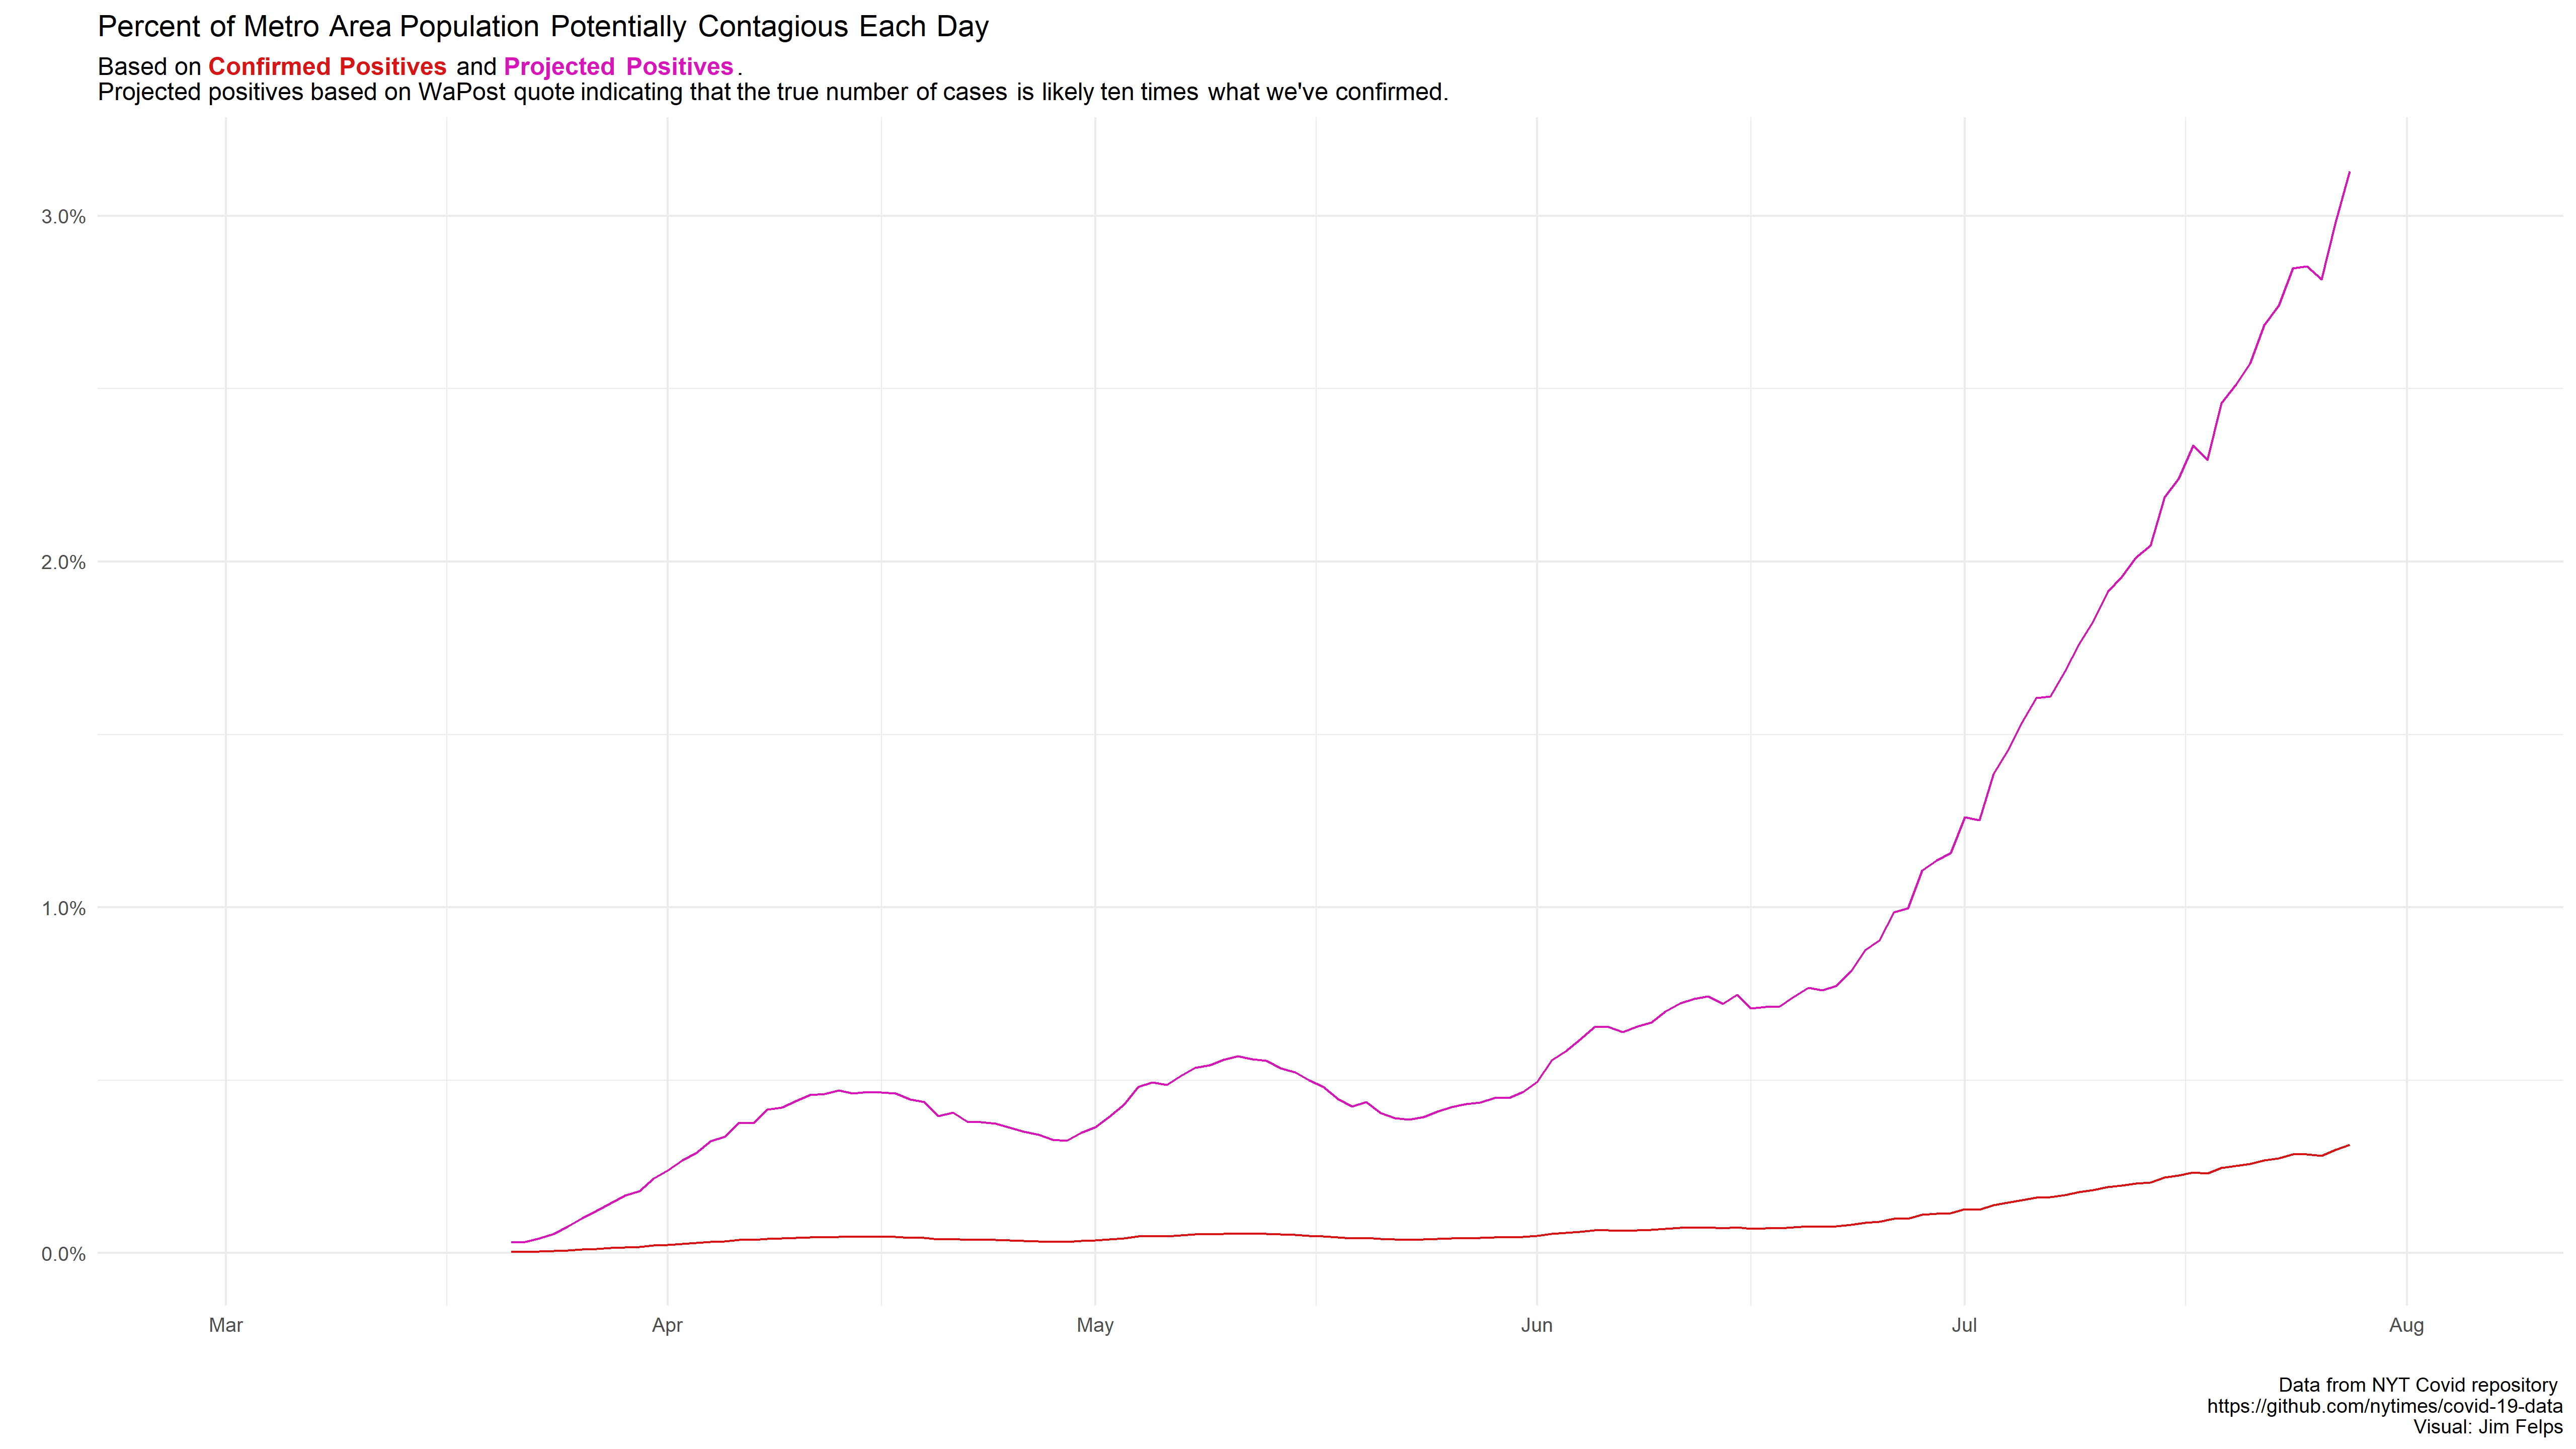 Percent of Metro Area Population Potentially Contagious Each Day
Based on Confirmed Positives and Projected Positives.
Projected positives based on WaPost quote indicating that the true number of cases is likely ten times what we've confirmed.
3.0%
2.0%
1.0%
0.0%
Mar Apr May Jun Jul Aug
Data from NYT Covid repository
https://github.com/nytimes/covid-19-data
Visual: Jim Felps